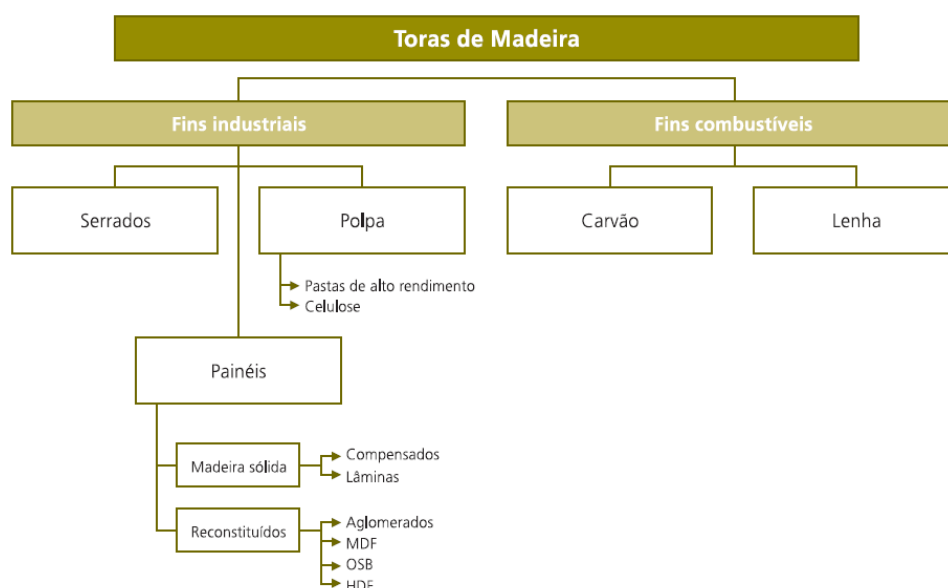 Toras de Madeira
Fins industriais
Fins combustíveis
Serrados
Polpa
Carvão
Lenha
Pastas de alto rendimento
Celulose
Painéis
Madeira sólida
Compensados
Lâminas
Reconstituídos
Aglomerados
MDF
OSB
HDF